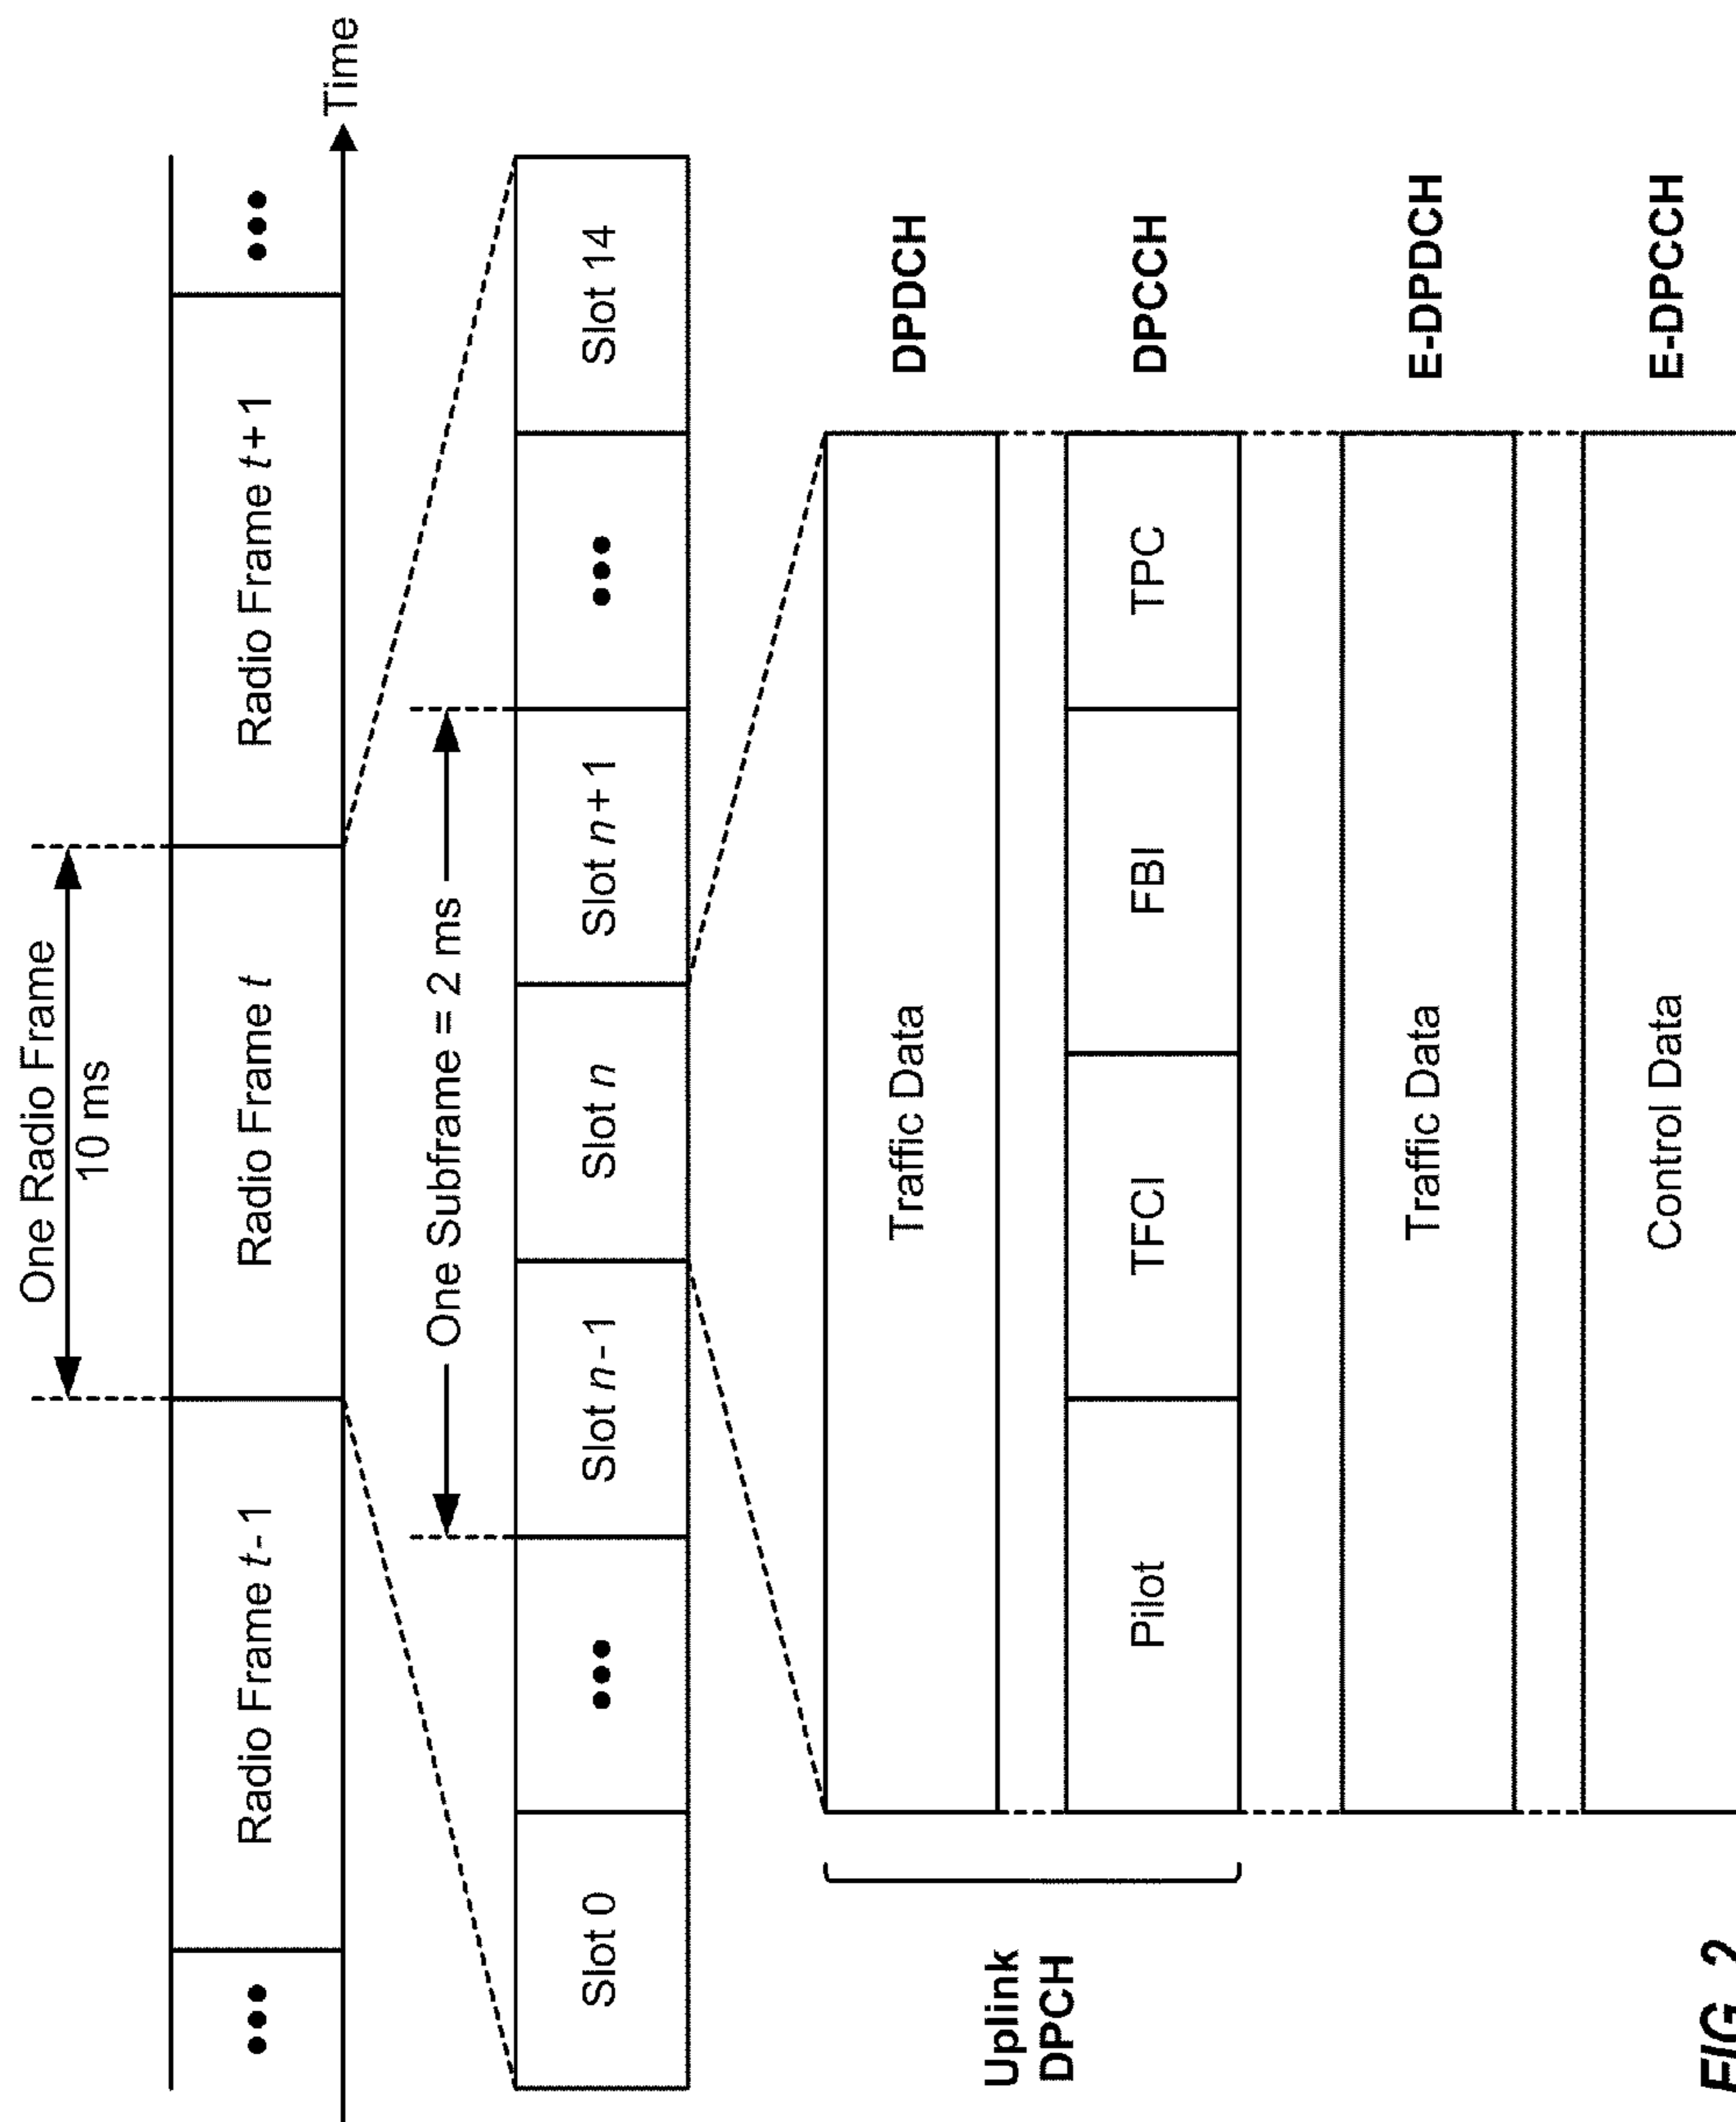 One Radio Frame
10 ms
••• Radio Frame t-1 Radio Frame t Radio Frame t+1 •••
Time
One Subframe = 2 ms
Slot 0 ••• Slot n-1 Slot n Slot n+1 ••• Slot 14
Traffic Data DPDCH
Uplink
DPCH
Pilot TFCI FBI TPC DPCCH
Traffic Data E-DPDCH
Control Data E-DPCCH
FIG. 2